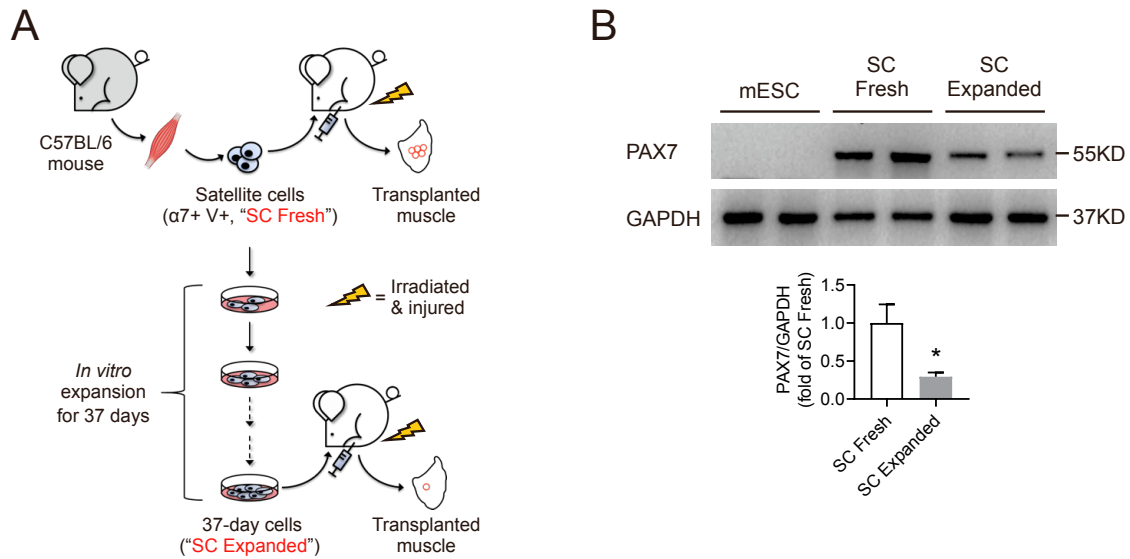 A
C57BL/6
mouse
Satellite cells
(α7+ V+, “SC Fresh”)
Transplanted
muscle
= Irradiated
& injured
In vitro
expansion
for 37 days
37-day cells
(“SC Expanded”)
Transplanted
muscle
B
mESC
SC
Fresh
SC
Expanded
PAX7
55KD
GAPDH
37KD
PAX7/GAPDH
(fold of SC Fresh)
1.5
1.0
0.5
0.0
*
SC Fresh
SC Expanded